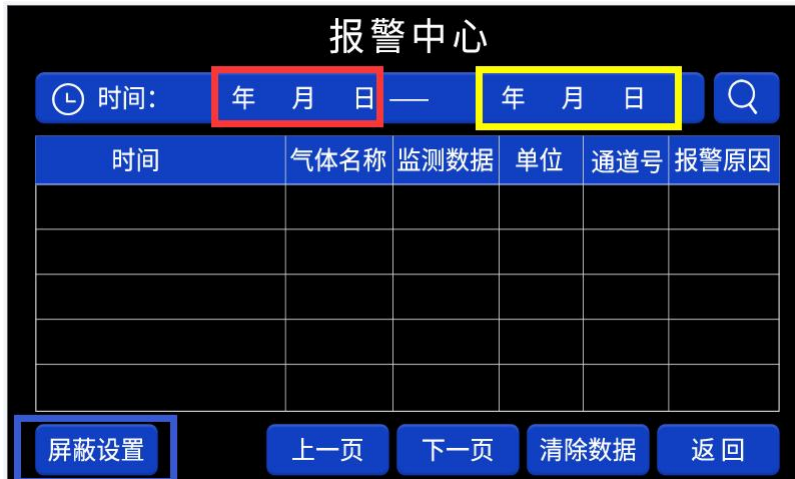 报警中心
时间： 年 月 日 — 年 月 日
时间 气体名称 监测数据 单位 通道号 报警原因
屏蔽设置 上一页 下一页 清除数据 返回